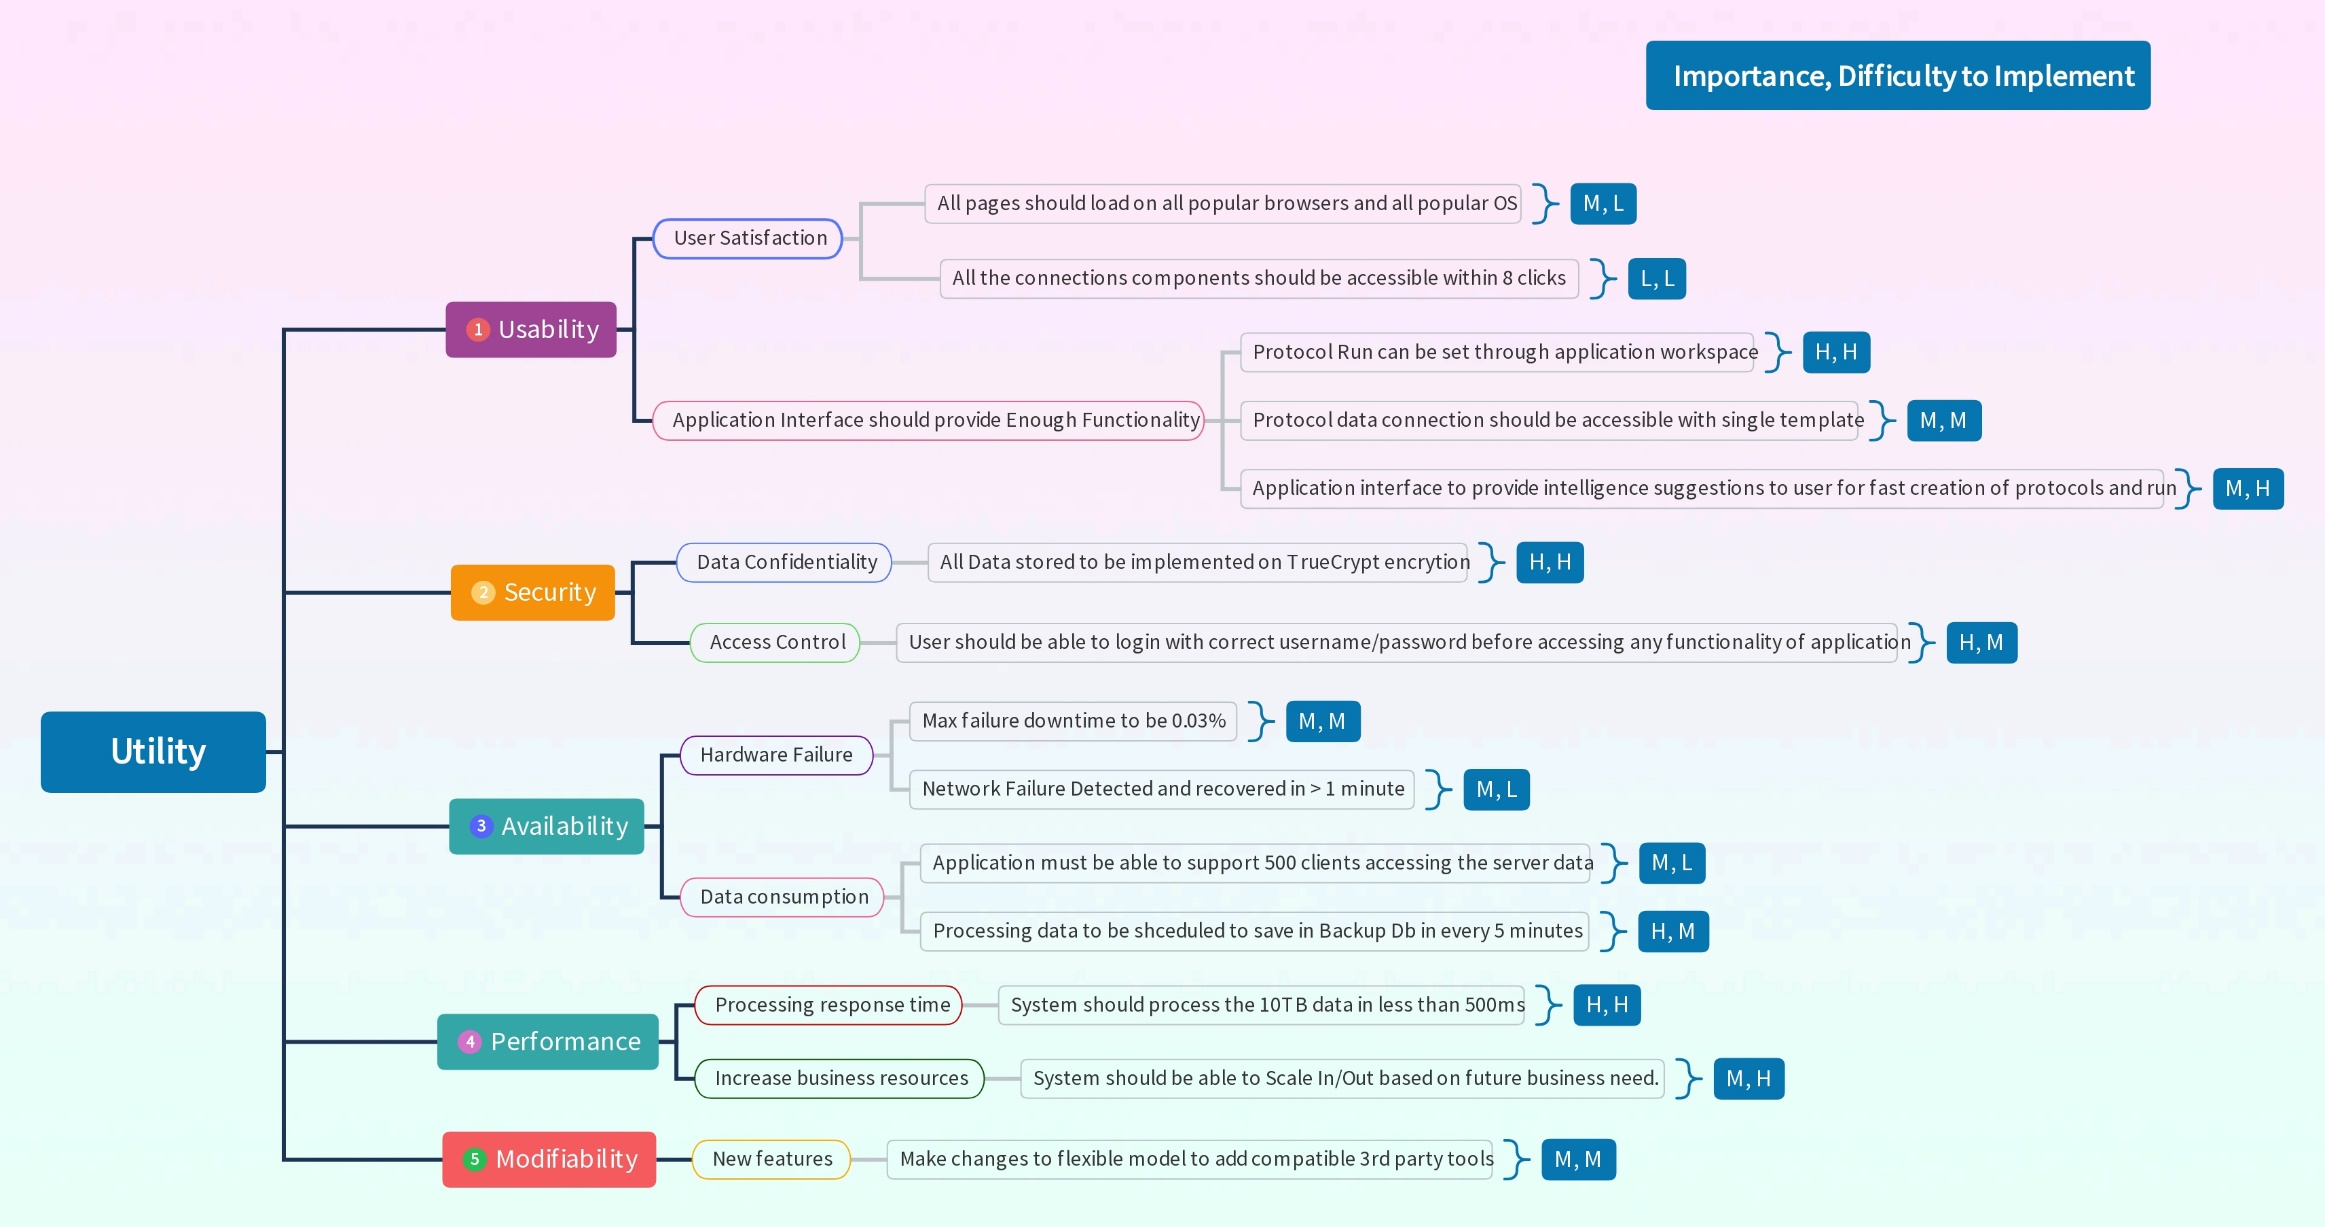 Importance, Difficulty to Implement
Utility
1 Usability
User Satisfaction
All pages should load on all popular browsers and all popular OS
M, L
All the connections components should be accessible within 8 clicks
L, L
Application Interface should provide Enough Functionality
Protocol Run can be set through application workspace
H, H
Protocol data connection should be accessible with single template
M, M
Application interface to provide intelligence suggestions to user for fast creation of protocols and run
M, H
2 Security
Data Confidentiality
All Data stored to be implemented on TrueCrypt encrytion
H, H
Access Control
User should be able to login with correct username/password before accessing any functionality of application
H, M
3 Availability
Hardware Failure
Max failure downtime to be 0.03%
M, M
Network Failure Detected and recovered in > 1 minute
M, L
Data consumption
Application must be able to support 500 clients accessing the server data
M, L
Processing data to be shceduled to save in Backup Db in every 5 minutes
H, M
4 Performance
Processing response time
System should process the 10TB data in less than 500ms
H, H
Increase business resources
System should be able to Scale In/Out based on future business need.
M, H
5 Modifiability
New features
Make changes to flexible model to add compatible 3rd party tools
M, M